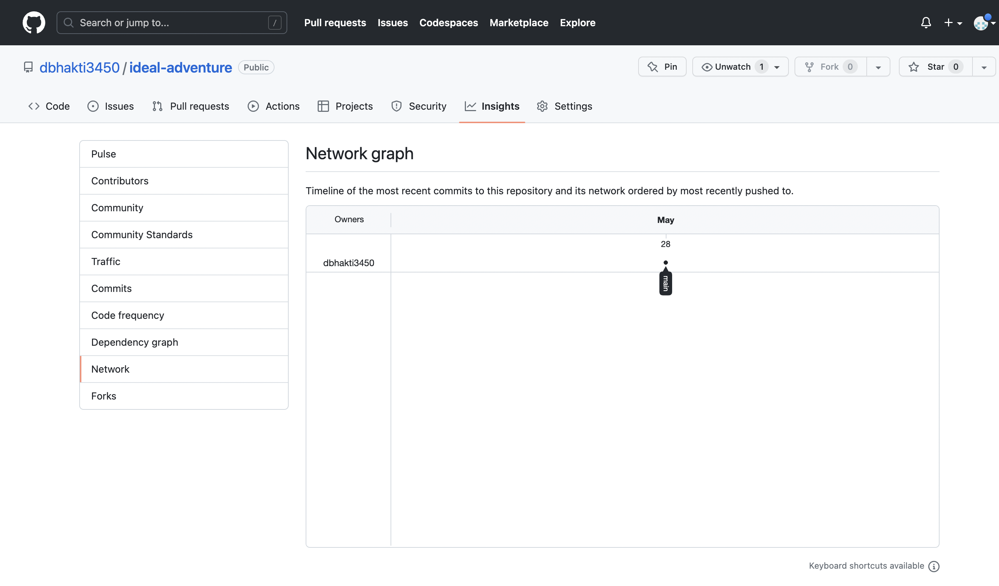 Search or jump to... /
Pull requests Issues Codespaces Marketplace Explore
dbhakti3450 / ideal-adventure Public
Pin Unwatch 1 Fork 0 Star 0
Code Issues Pull requests Actions Projects Security Insights Settings
Pulse
Contributors
Community
Community Standards
Traffic
Commits
Code frequency
Dependency graph
Network
Forks
Network graph
Timeline of the most recent commits to this repository and its network ordered by most recently pushed to.
Owners May
28
dbhakti3450
main
Keyboard shortcuts available